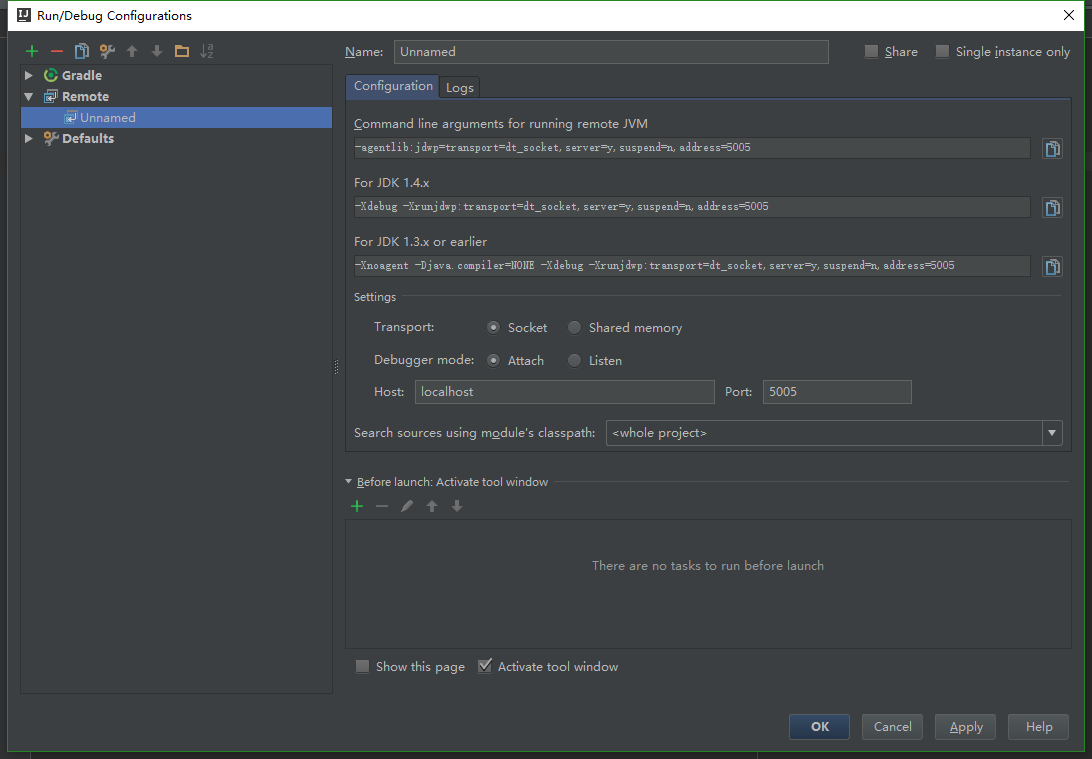 Run/Debug Configurations
Gradle
Remote
Unnamed
Defaults
Name: Unnamed Share Single instance only
Configuration Logs
Command line arguments for running remote JVM
-agentlib:jdwp=transport=dt_socket,server=y,suspend=n,address=5005
For JDK 1.4.x
-Xdebug -Xrunjdwp:transport=dt_socket,server=y,suspend=n,address=5005
For JDK 1.3.x or earlier
-Xnoagent -Djava.compiler=NONE -Xdebug -Xrunjdwp:transport=dt_socket,server=y,suspend=n,address=5005
Settings
Transport: Socket Shared memory
Debugger mode: Attach Listen
Host: localhost Port: 5005
Search sources using module's classpath: <whole project>
Before launch: Activate tool window
There are no tasks to run before launch
Show this page Activate tool window
OK Cancel Apply Help